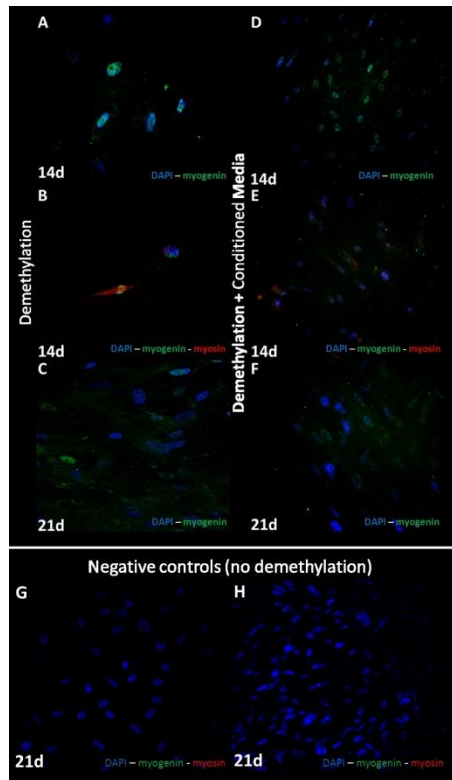 A
14d
DAPI – myogenin
B
14d
DAPI – myogenin - myosin
C
21d
DAPI – myogenin
Demethylation
D
14d
DAPI – myogenin
E
14d
DAPI – myogenin - myosin
F
21d
DAPI – myogenin
Demethylation + Conditioned Media
Negative controls (no demethylation)
G
21d
DAPI – myogenin - myosin
H
21d
DAPI – myogenin - myosin